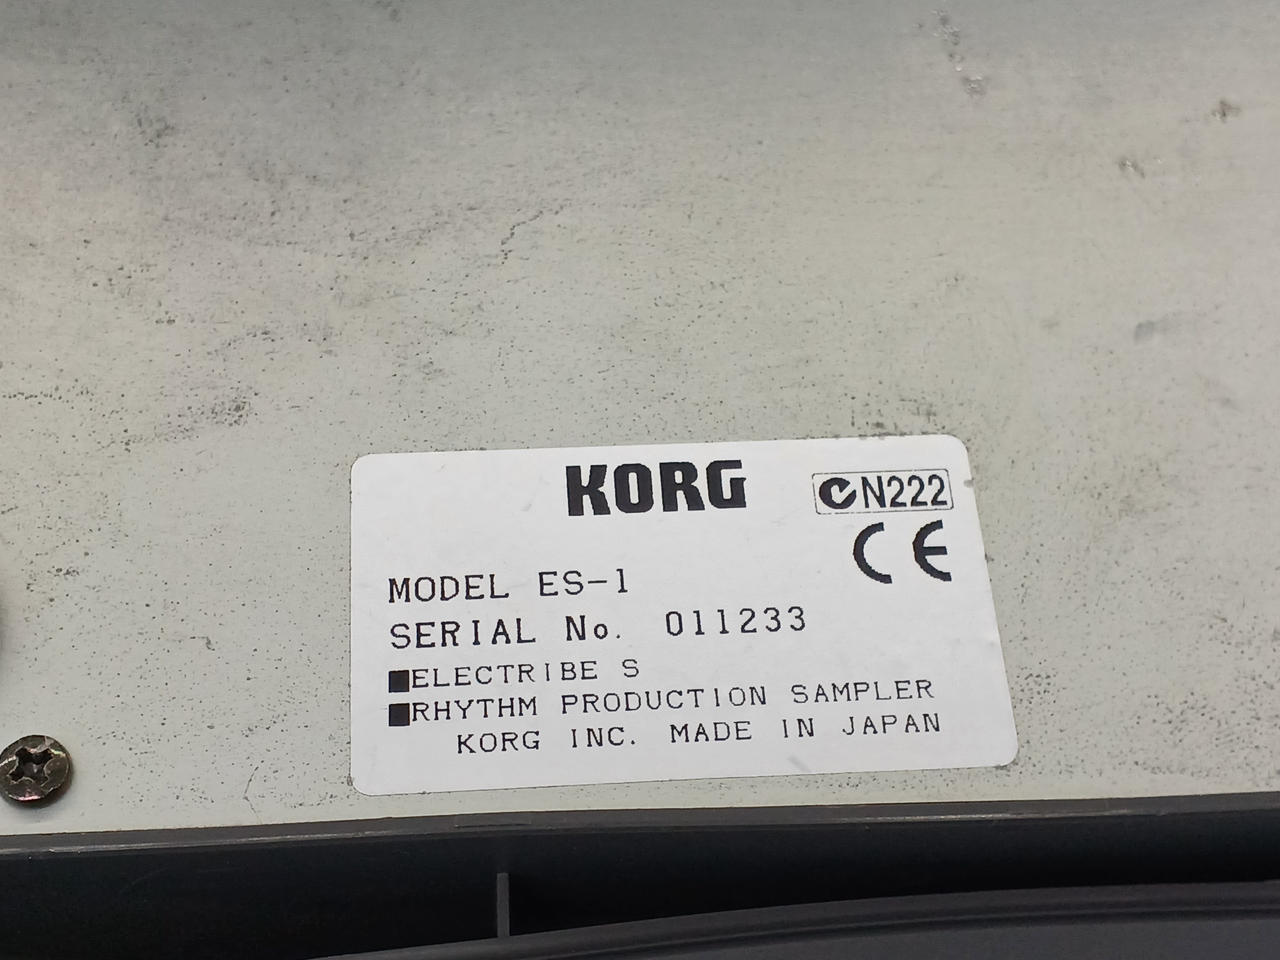 KORG
N222
CE
MODEL ES-1
SERIAL No. 011233
■ELECTRIBE S
■RHYTHM PRODUCTION SAMPLER
KORG INC. MADE IN JAPAN